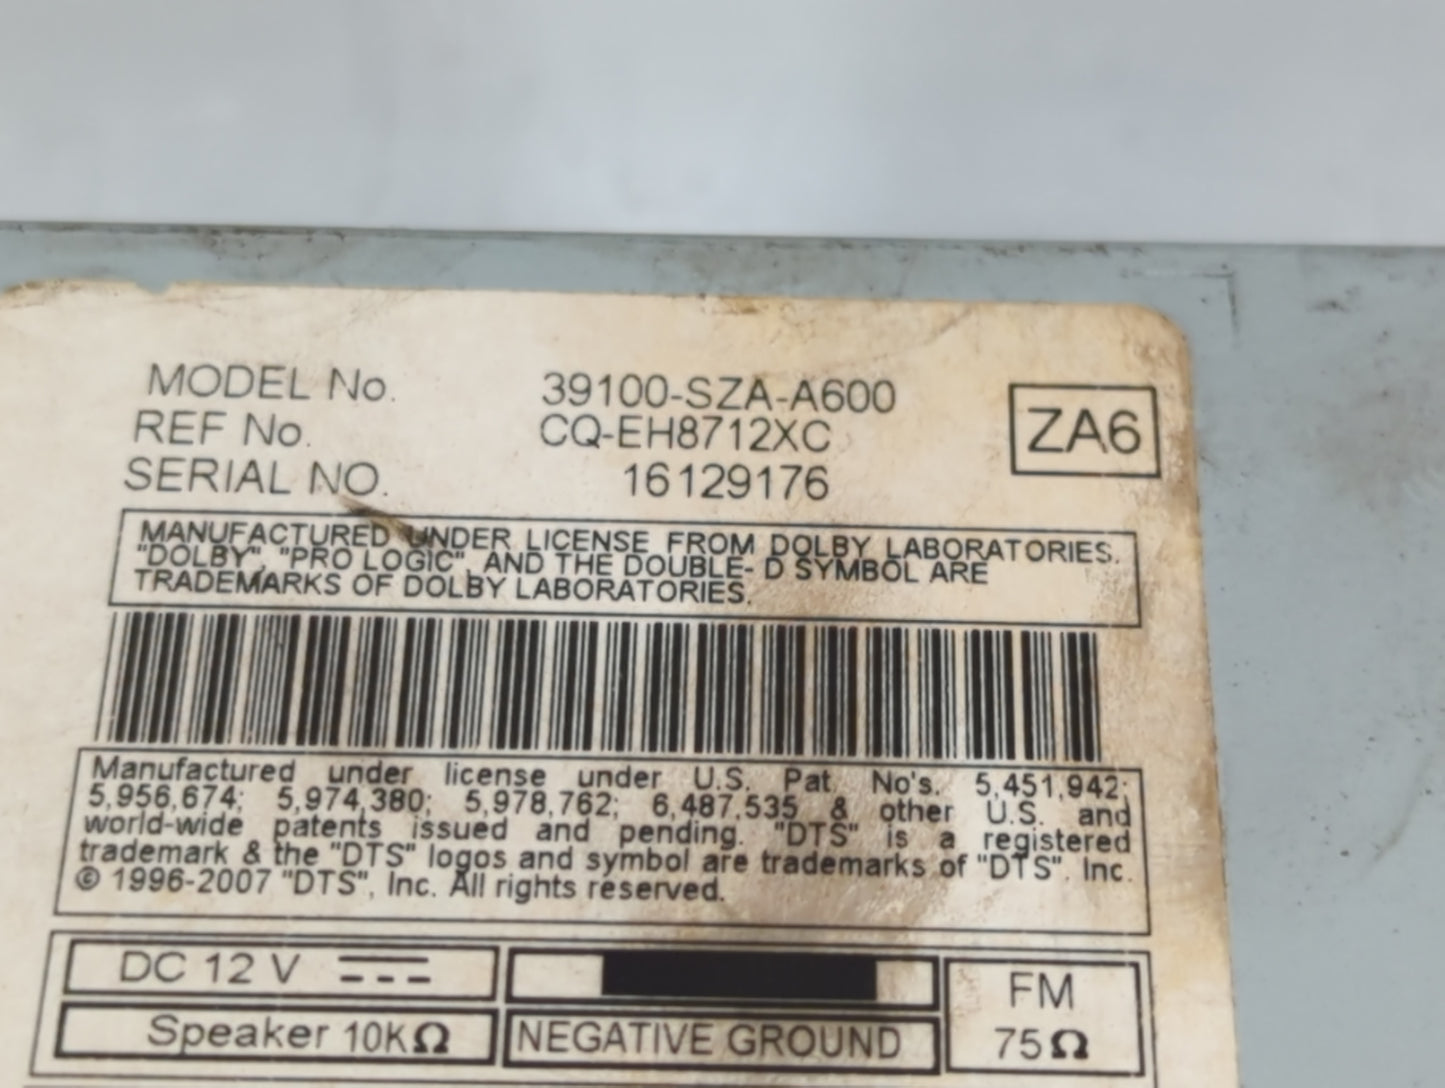 MODEL No. 39100-SZA-A600
REF No. CQ-EH8712XC
SERIAL NO. 16129176
ZA6
MANUFACTURED UNDER LICENSE FROM DOLBY LABORATORIES.
"DOLBY", "PRO LOGIC", AND THE DOUBLE- D SYMBOL ARE
TRADEMARKS OF DOLBY LABORATORIES.
Manufactured under license under U.S. Pat. No's. 5,451,942;
5,956,674; 5,974,380; 5,978,762; 6,487,535 & other U.S. and
world-wide patents issued and pending. "DTS" is a registered
trademark & the "DTS" logos and symbol are trademarks of "DTS", Inc.
© 1996-2007 "DTS", Inc. All rights reserved.
DC 12 V
Speaker 10KΩ
NEGATIVE GROUND
FM
75Ω